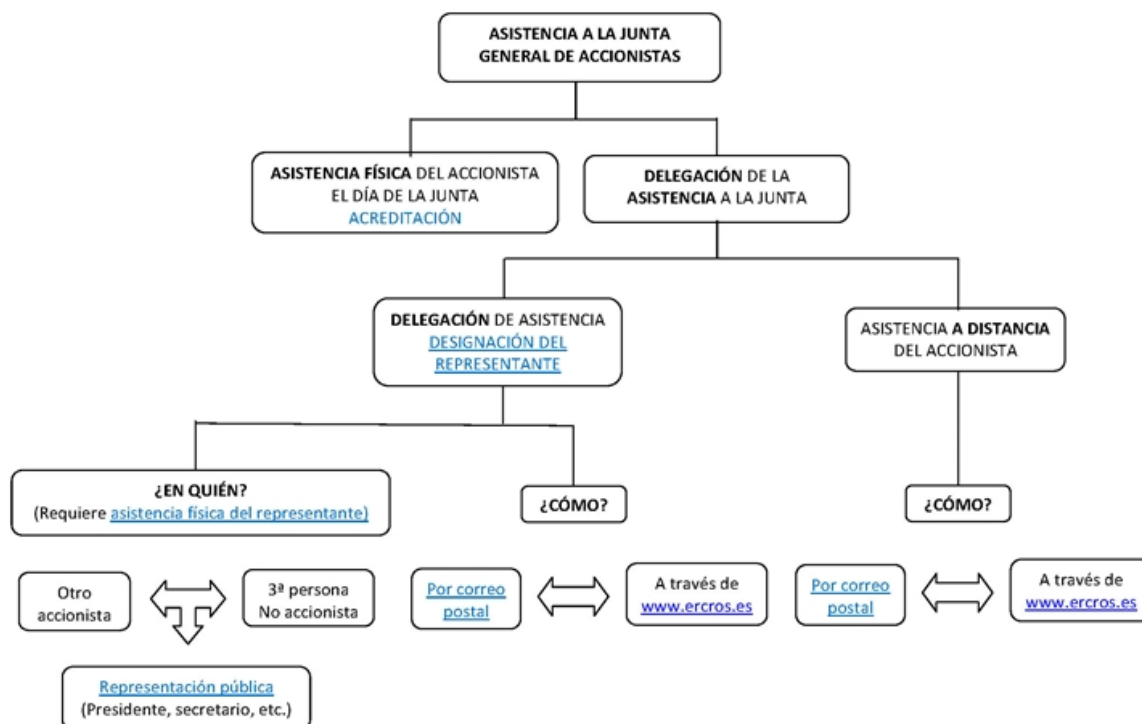 ASISTENCIA A LA JUNTA
GENERAL DE ACCIONISTAS
ASISTENCIA FÍSICA DEL ACCIONISTA
EL DÍA DE LA JUNTA
ACREDITACIÓN
DELEGACIÓN DE LA
ASISTENCIA A LA JUNTA
DELEGACIÓN DE ASISTENCIA
DESIGNACIÓN DEL
REPRESENTANTE
ASISTENCIA A DISTANCIA
DEL ACCIONISTA
¿EN QUIÉN?
(Requiere asistencia física del representante)
¿CÓMO?
¿CÓMO?
Otro
accionista
3ª persona
No accionista
Por correo
postal
A través de
www.ercros.es
Por correo
postal
A través de
www.ercros.es
Representación pública
(Presidente, secretario, etc.)